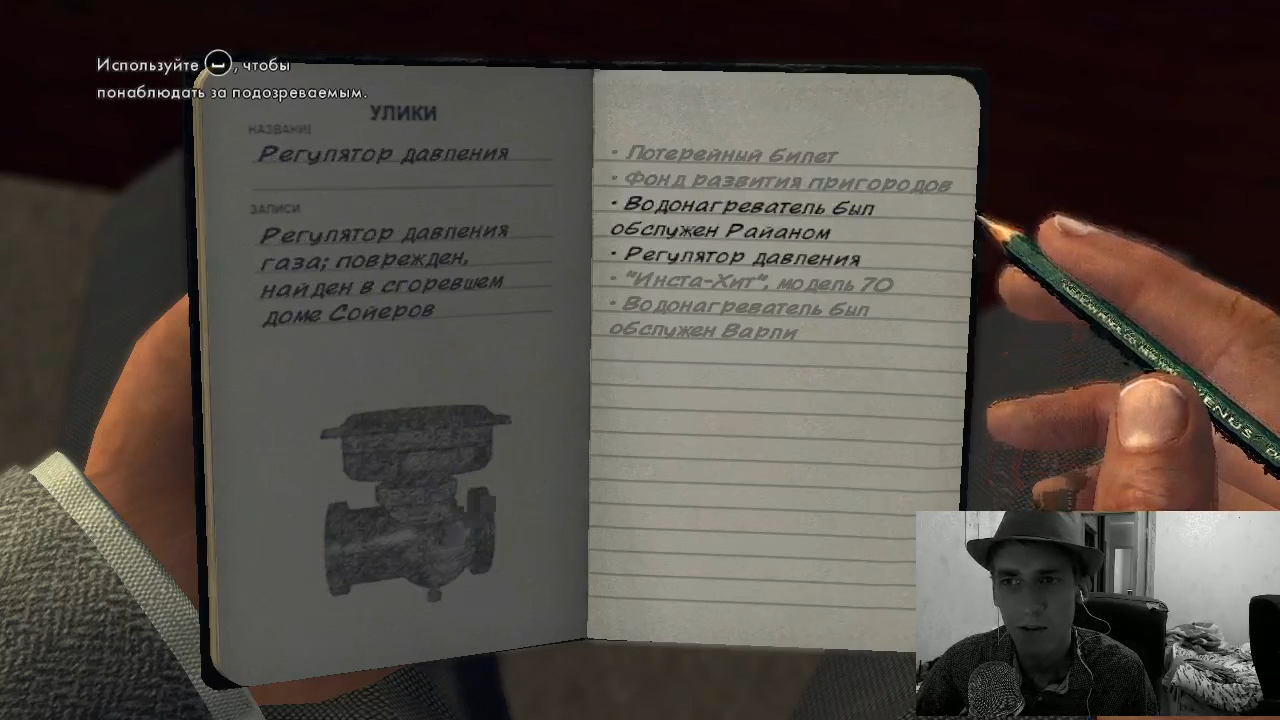 Используйте , чтобы
понаблюдать за подозреваемым.
УЛИКИ
НАЗВАНИЕ
Регулятор давления
ЗАПИСИ
Регулятор давления
газа; поврежден,
найден в сгоревшем
доме Сойеров
• Лотерейный билет
• Фонд развития пригородов
• Водонагреватель был
обслужен Райаном
• Регулятор давления
• "Инста-Хит", модель 70
• Водонагреватель был
обслужен Варли